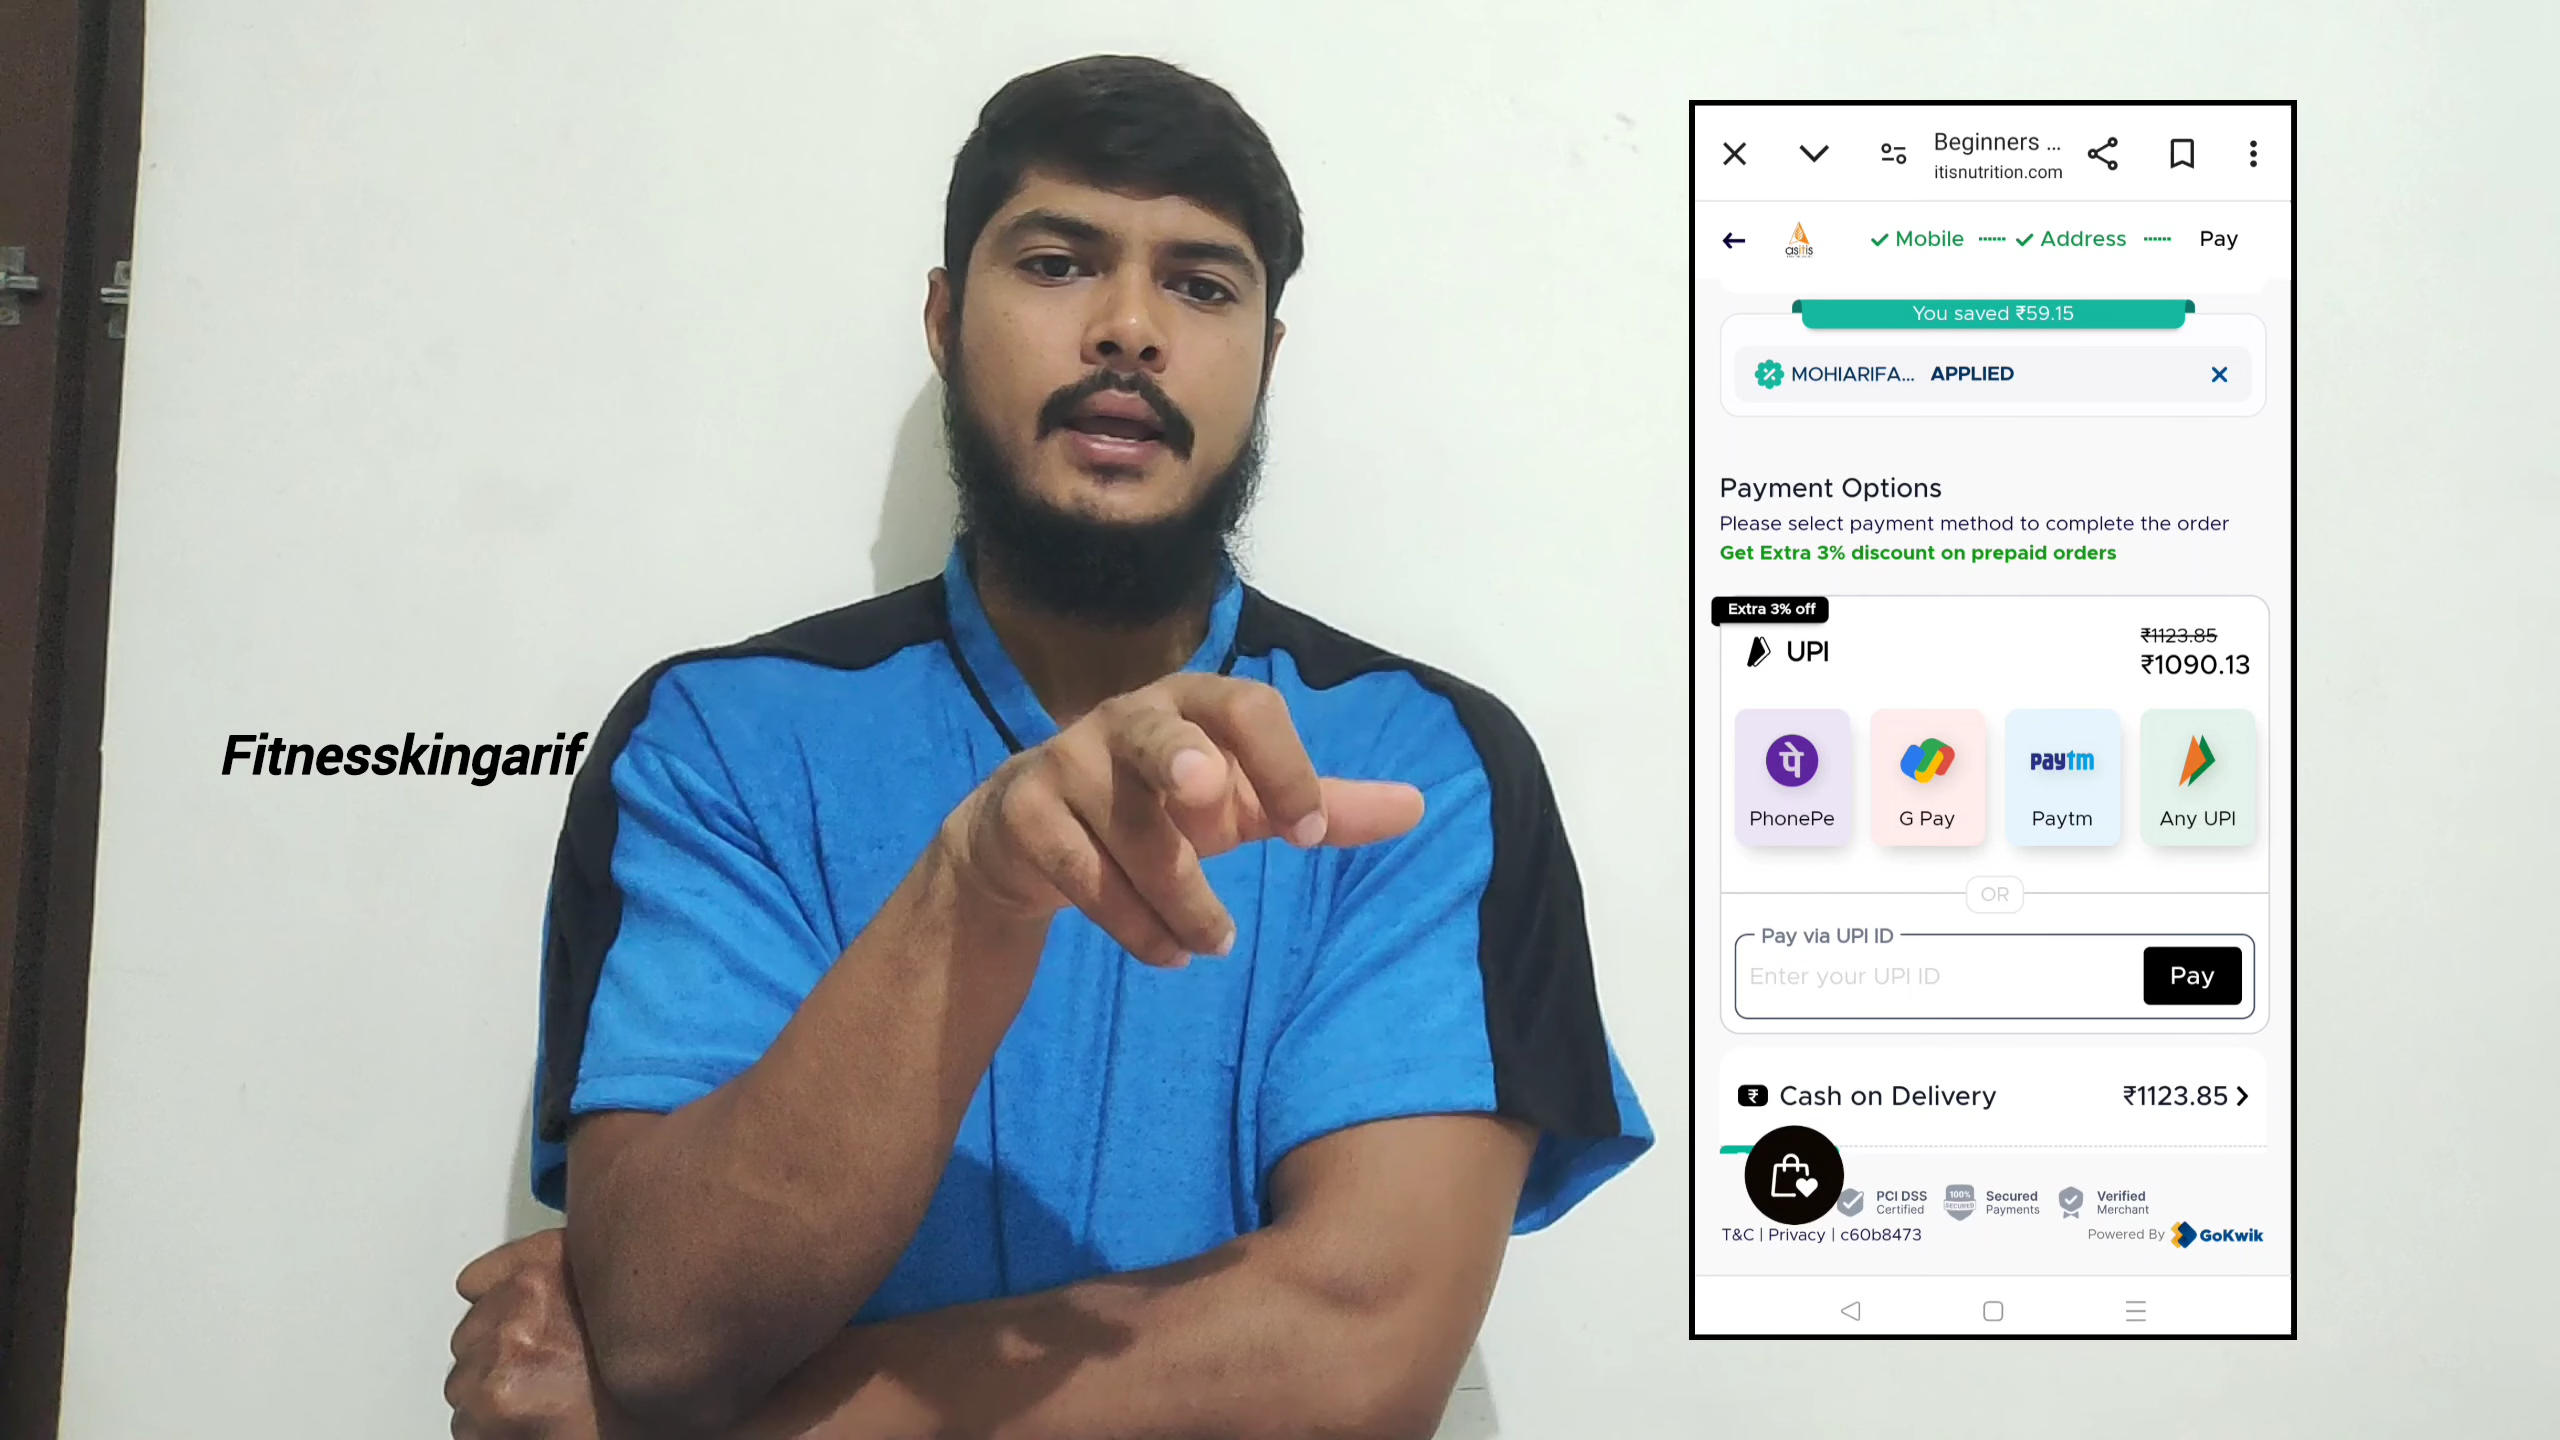 Fitnesskingarif
Beginners ...
itisnutrition.com
asitis
Mobile
Address
Pay
You saved ₹59.15
MOHIARIFA... APPLIED
Payment Options
Please select payment method to complete the order
Get Extra 3% discount on prepaid orders
Extra 3% off
UPI
₹1123.85
₹1090.13
पे
paytm
PhonePe
G Pay
Paytm
Any UPI
OR
Pay via UPI ID
Enter your UPI ID
Pay
₹ Cash on Delivery
₹1123.85
PCI DSS
Certified
100%
SECURED
Secured
Payments
Verified
Merchant
T&C | Privacy | c60b8473
Powered By GoKwik